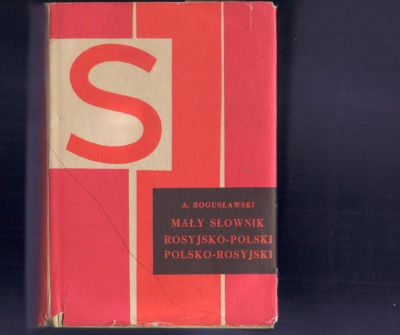 S
A. BOGUSŁAWSKI
MAŁY SŁOWNIK
ROSYJSKO-POLSKI
POLSKO-ROSYJSKI